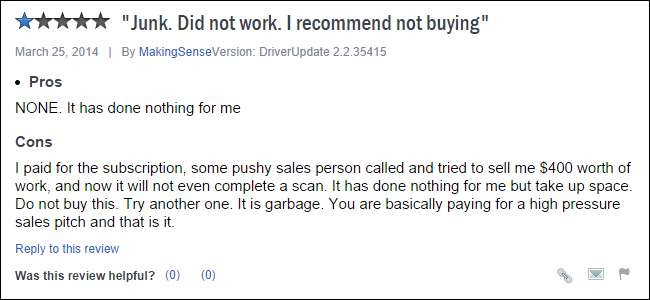 "Junk. Did not work. I recommend not buying"
March 25, 2014 | By MakingSenseVersion: DriverUpdate 2.2.35415
• Pros
NONE. It has done nothing for me
Cons
I paid for the subscription, some pushy sales person called and tried to sell me $400 worth of
work, and now it will not even complete a scan. It has done nothing for me but take up space.
Do not buy this. Try another one. It is garbage. You are basically paying for a high pressure
sales pitch and that is it.
Reply to this review
Was this review helpful? (0) (0)